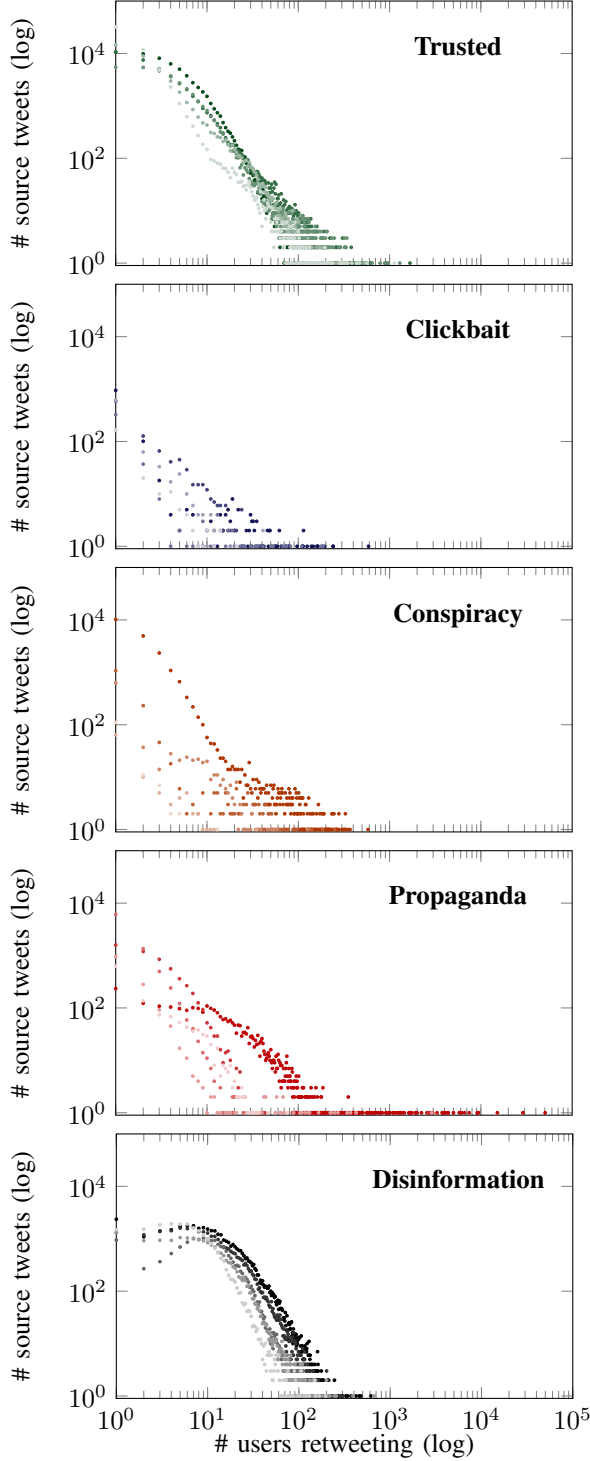 Trusted
# source tweets (log)
10^4
10^2
10^0
Clickbait
# source tweets (log)
10^4
10^2
10^0
Conspiracy
# source tweets (log)
10^4
10^2
10^0
Propaganda
# source tweets (log)
10^4
10^2
10^0
Disinformation
# source tweets (log)
10^4
10^2
10^0
10^0 10^1 10^2 10^3 10^4 10^5
# users retweeting (log)